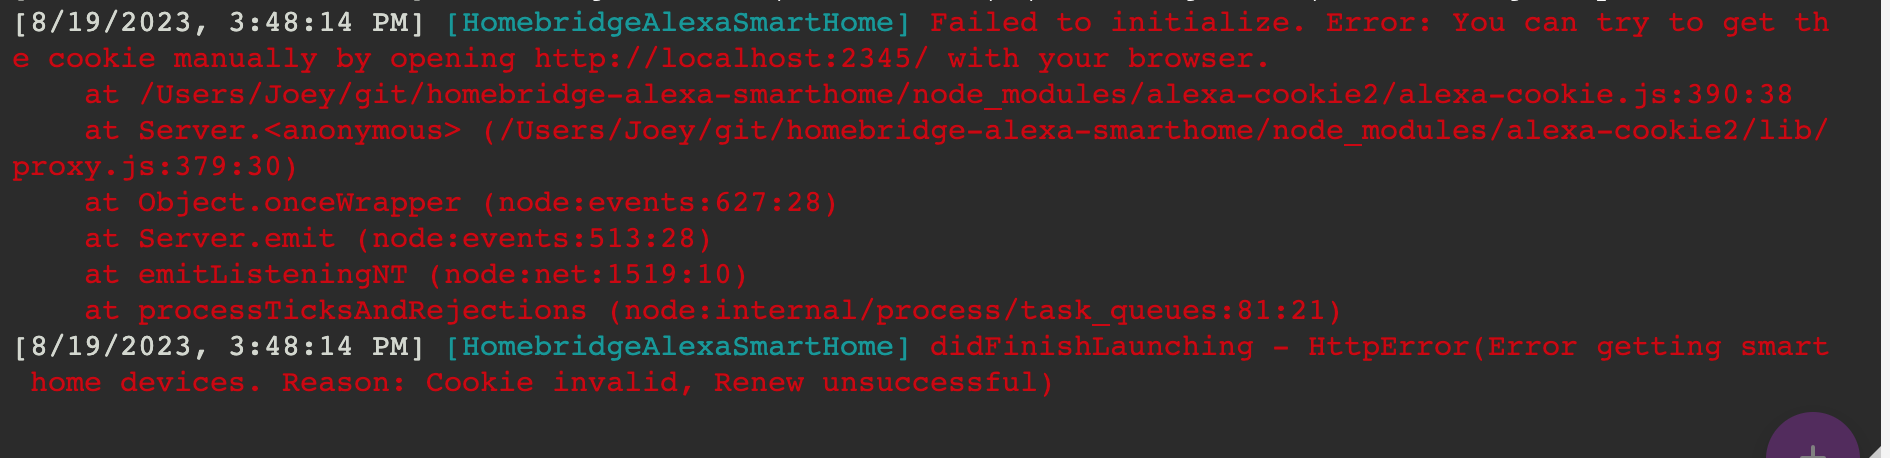 [8/19/2023, 3:48:14 PM] [HomebridgeAlexaSmartHome] Failed to initialize. Error: You can try to get th
e cookie manually by opening http://localhost:2345/ with your browser.
    at /Users/Joey/git/homebridge-alexa-smarthome/node_modules/alexa-cookie2/alexa-cookie.js:390:38
    at Server.<anonymous> (/Users/Joey/git/homebridge-alexa-smarthome/node_modules/alexa-cookie2/lib/
proxy.js:379:30)
    at Object.onceWrapper (node:events:627:28)
    at Server.emit (node:events:513:28)
    at emitListeningNT (node:net:1519:10)
    at processTicksAndRejections (node:internal/process/task_queues:81:21)
[8/19/2023, 3:48:14 PM] [HomebridgeAlexaSmartHome] didFinishLaunching - HttpError(Error getting smart
 home devices. Reason: Cookie invalid, Renew unsuccessful)